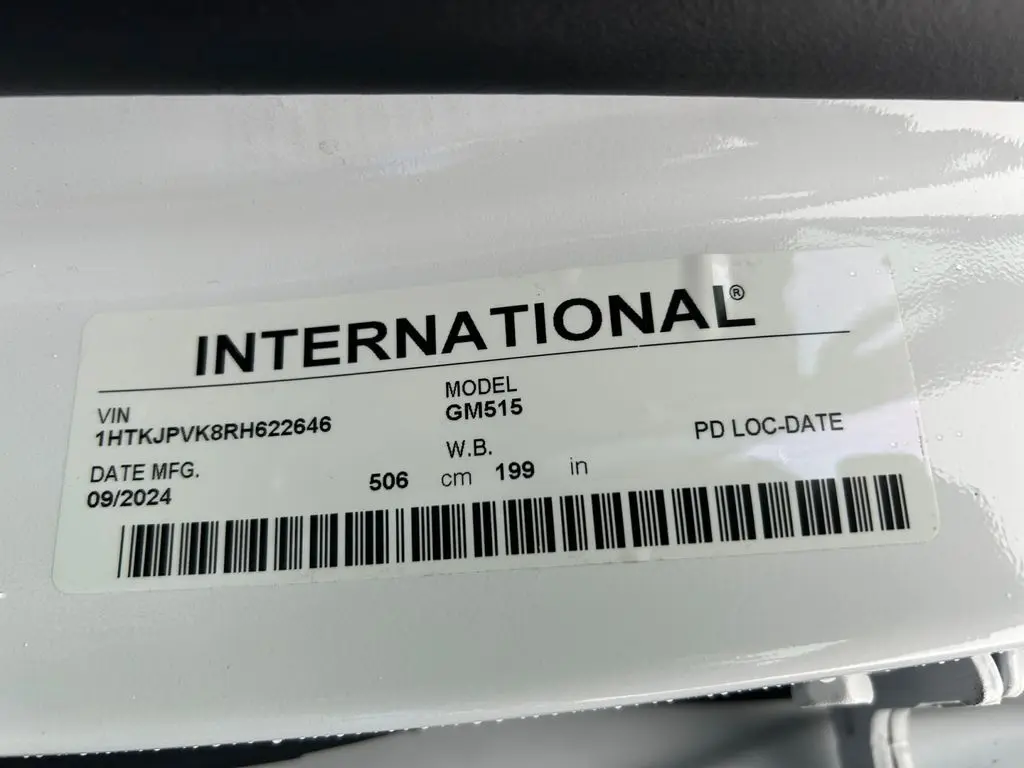 INTERNATIONAL®
VIN
1HTKJPVK8RH622646
MODEL
GM515
DATE MFG.
09/2024
W.B.
506 cm 199 in
PD LOC-DATE